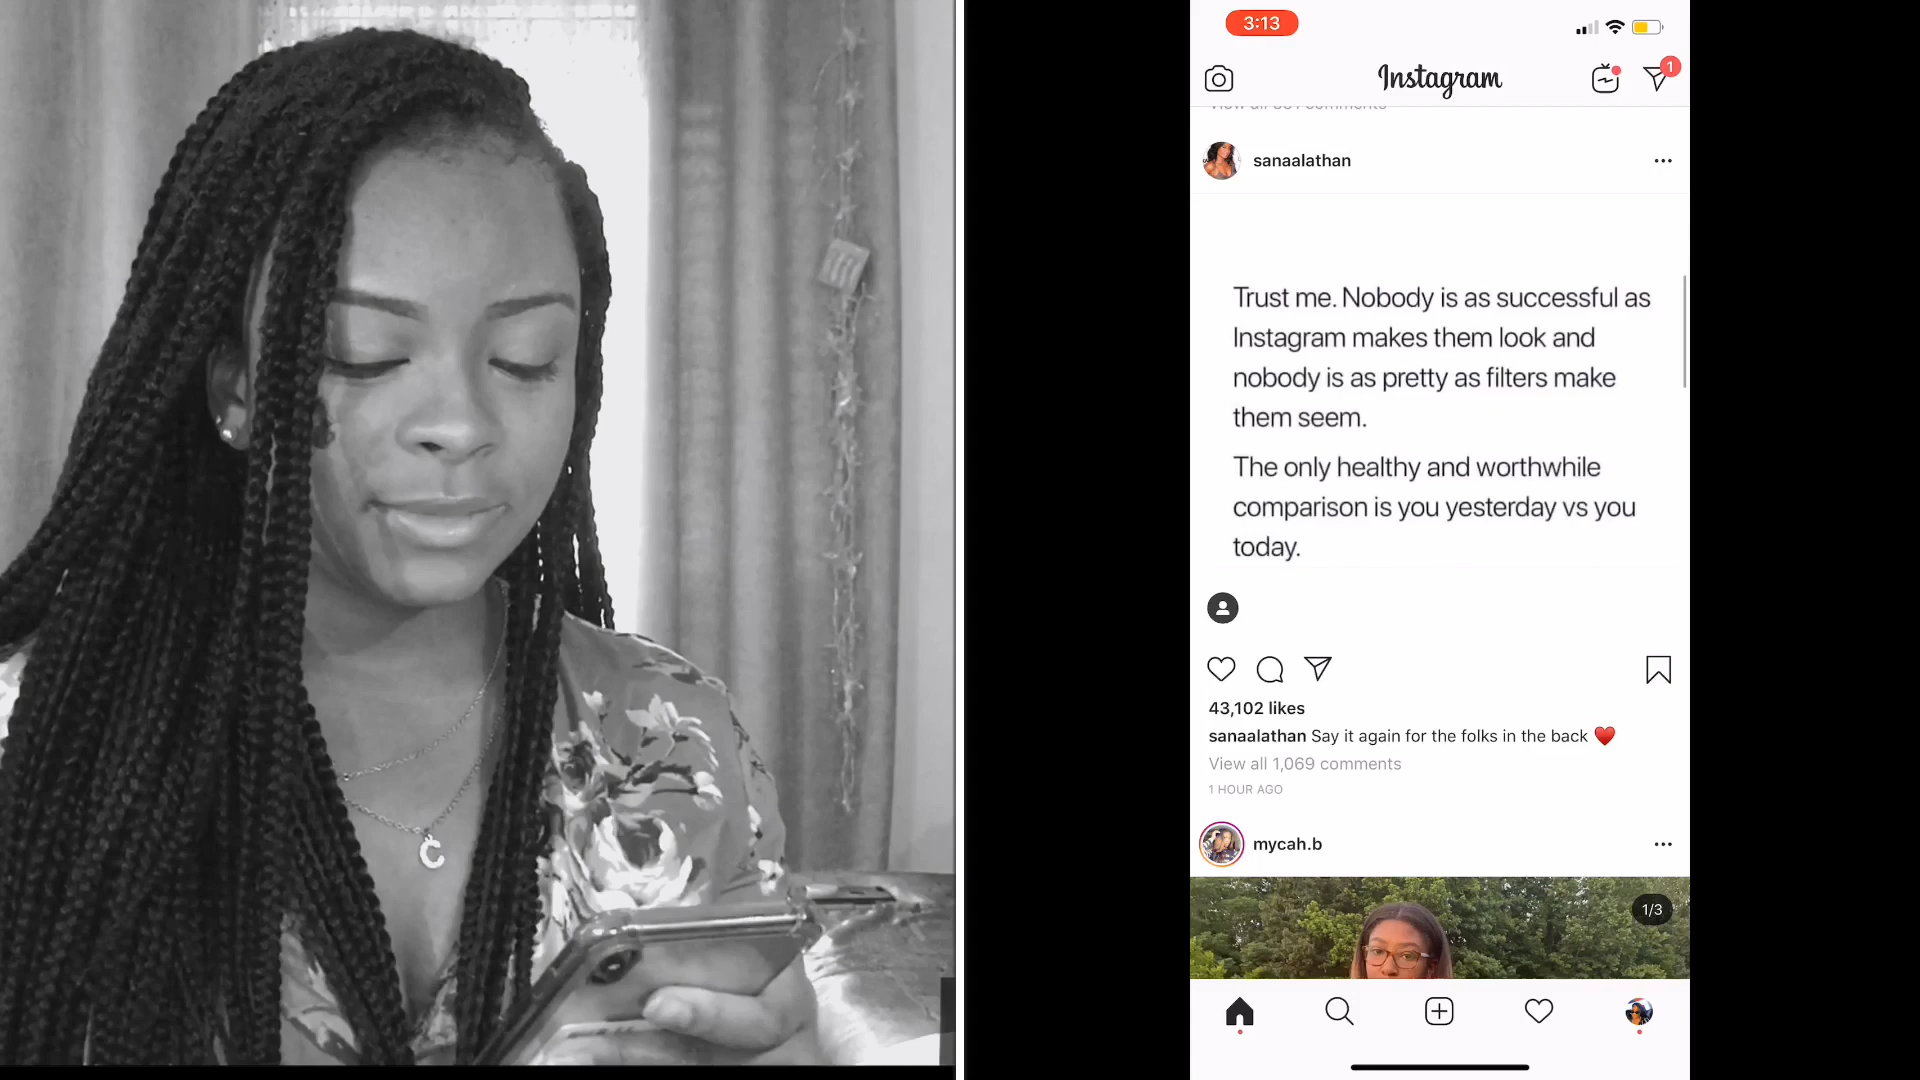 3:13
Instagram
1
sanaalathan
Trust me. Nobody is as successful as
Instagram makes them look and
nobody is as pretty as filters make
them seem.
The only healthy and worthwhile
comparison is you yesterday vs you
today.
43,102 likes
sanaalathan Say it again for the folks in the back ❤️
View all 1,069 comments
1 HOUR AGO
mycah.b
1/3
C